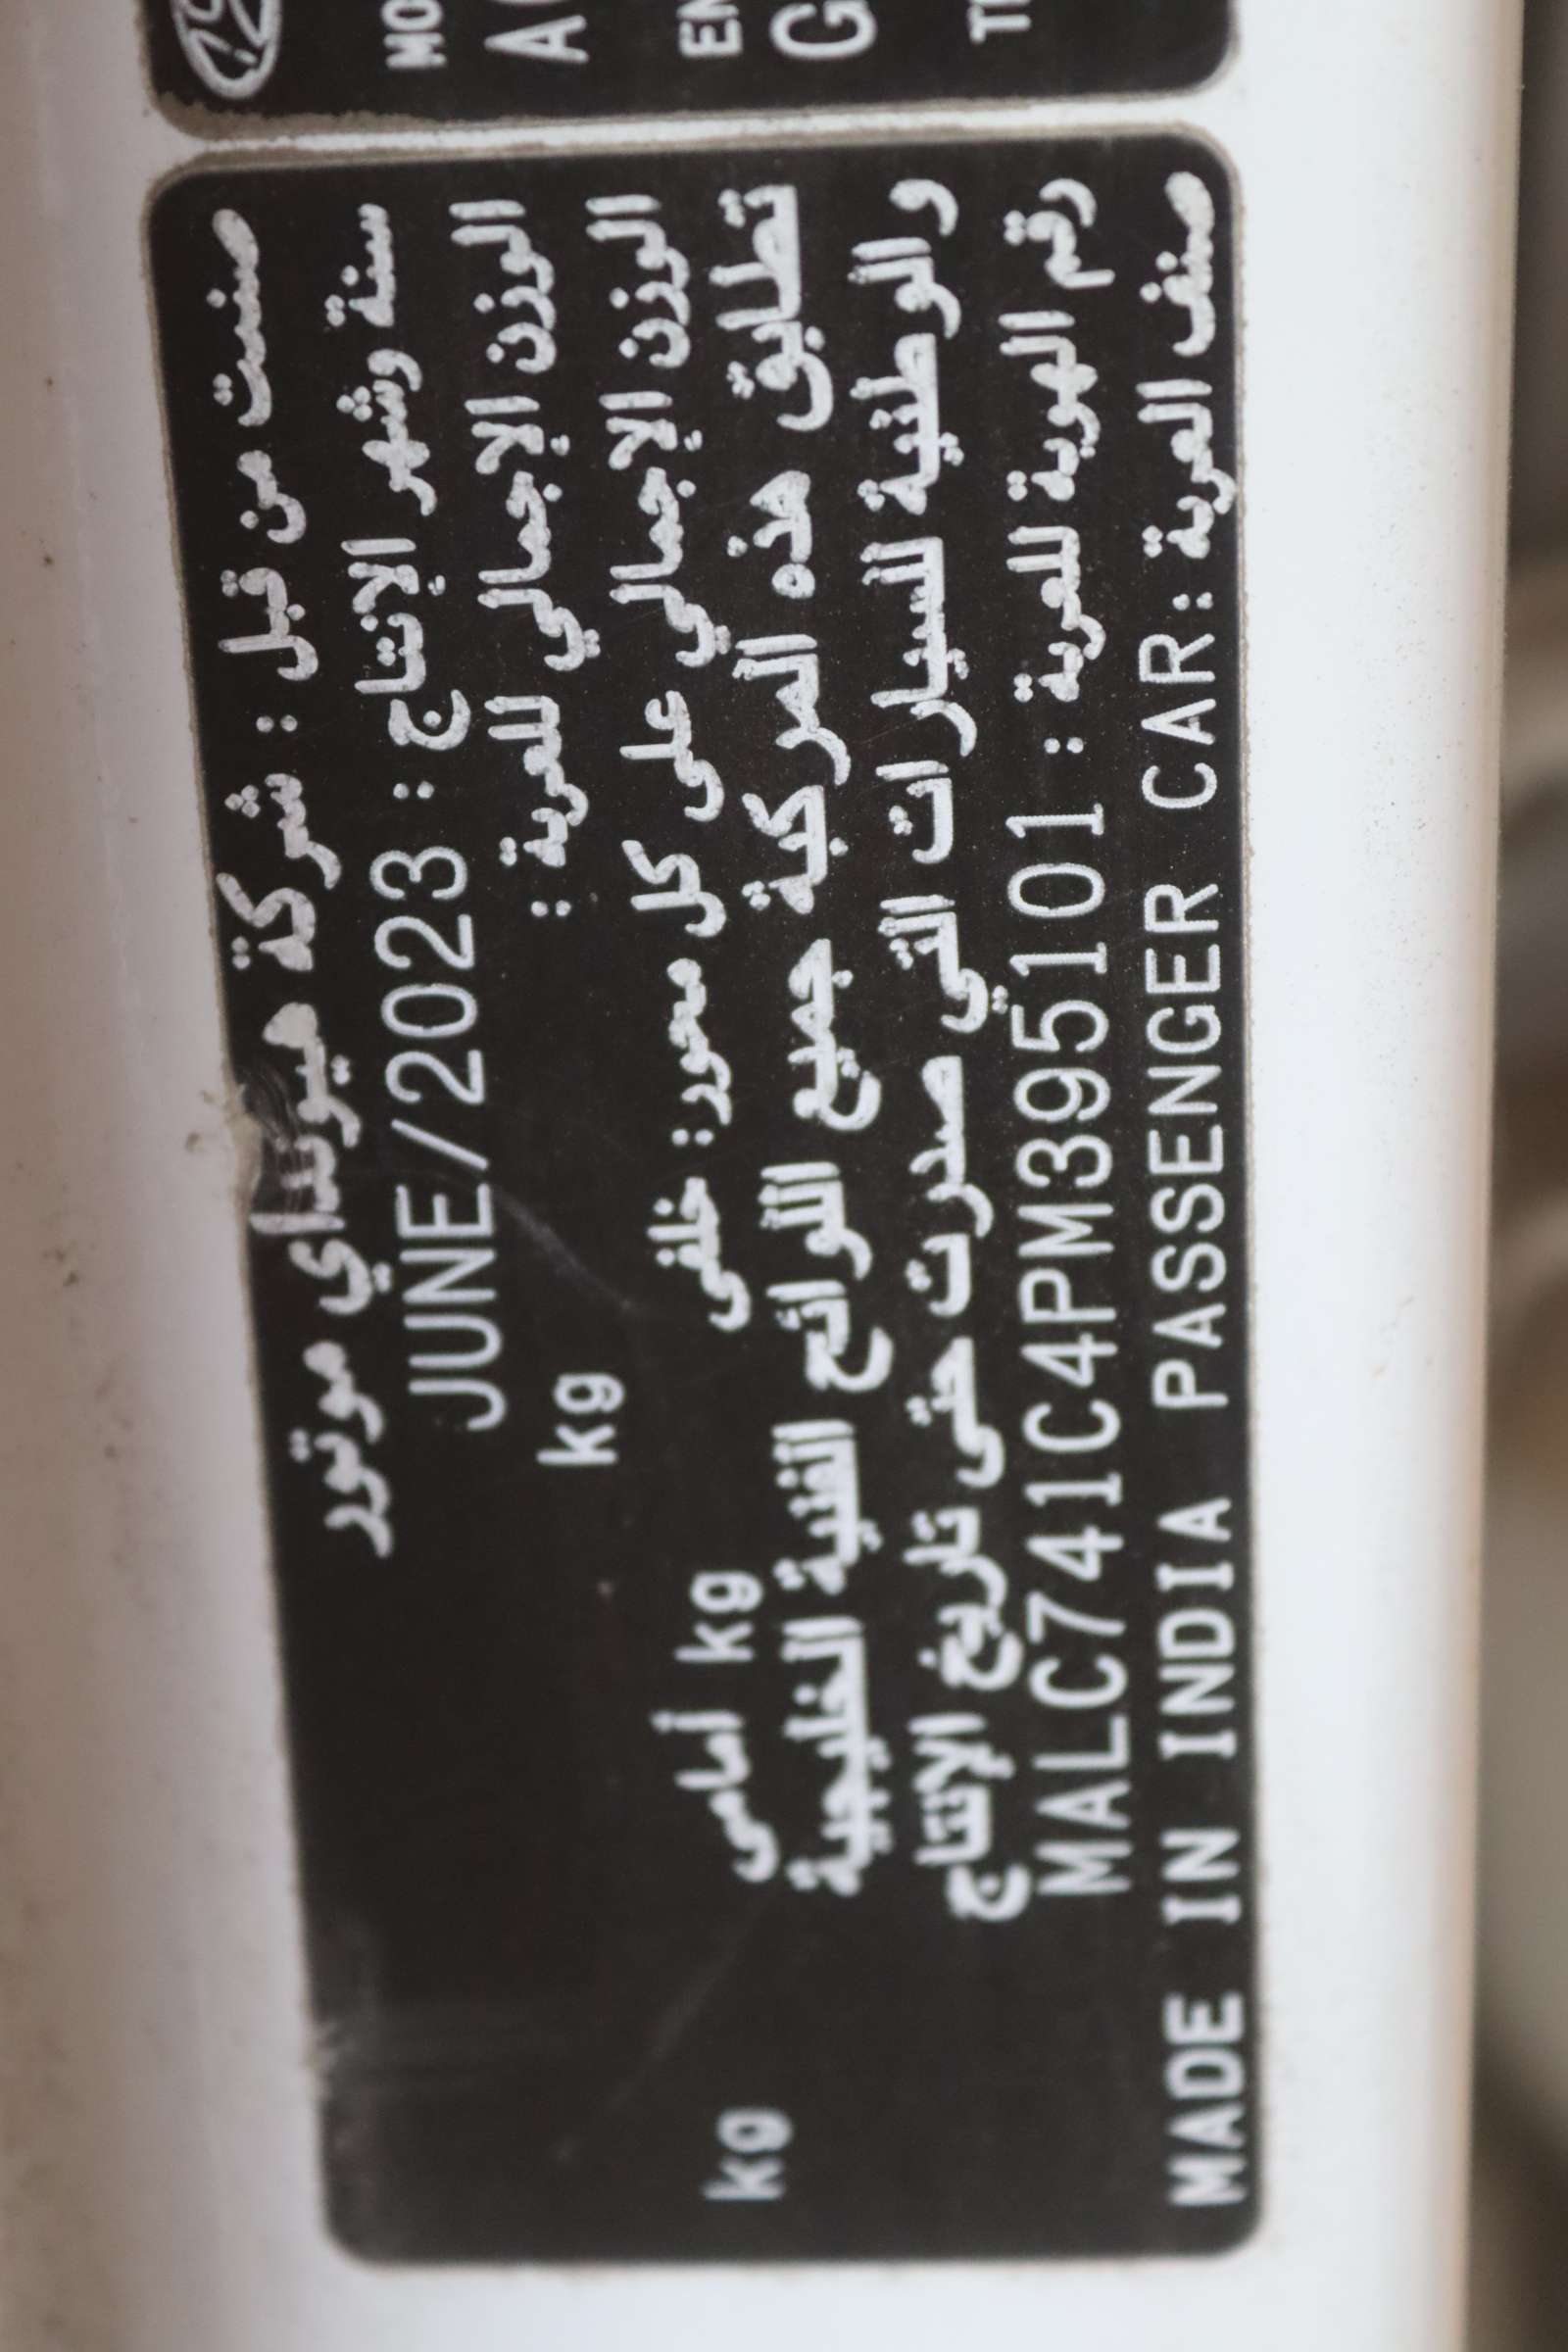 صنعت من قبل : شركة هيونداي موتور
سنة وشهر الإنتاج : JUNE/2023
الوزن الإجمالي للعربة : kg
الوزن الإجمالي على كل محور: خلفى kg أمامى kg
تطابق هذه المركبة جميع اللوائح الفنية الخليجية
والوطنية للسيارات التي صدرت حتى تاريخ الإنتاج
رقم الهوية للعربة : MALC741C4PM395101
صنف العربة: MADE IN INDIA PASSENGER CAR